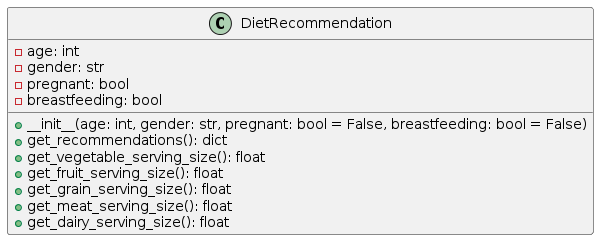 C DietRecommendation
age: int
gender: str
pregnant: bool
breastfeeding: bool
__init__(age: int, gender: str, pregnant: bool = False, breastfeeding: bool = False)
get_recommendations(): dict
get_vegetable_serving_size(): float
get_fruit_serving_size(): float
get_grain_serving_size(): float
get_meat_serving_size(): float
get_dairy_serving_size(): float